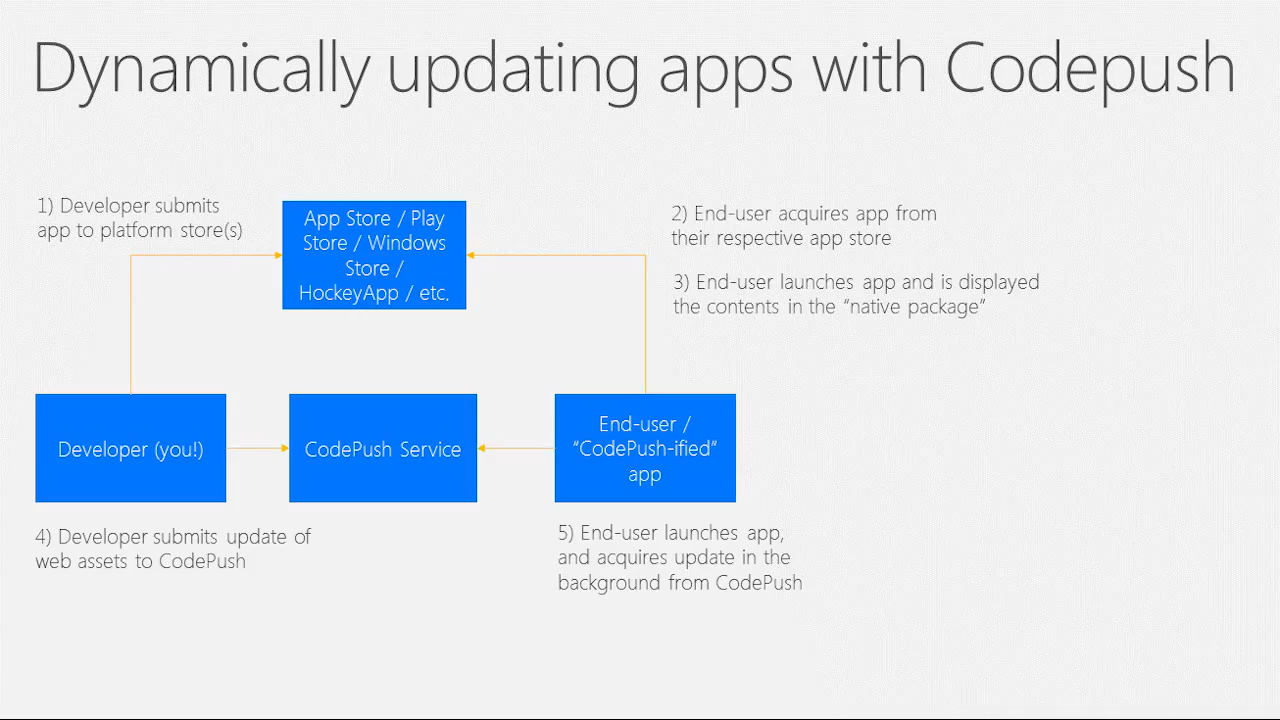 Dynamically updating apps with Codepush
1) Developer submits
app to platform store(s)
App Store / Play
Store / Windows
Store /
HockeyApp / etc.
2) End-user acquires app from
their respective app store
3) End-user launches app and is displayed
the contents in the “native package”
Developer (you!)
CodePush Service
End-user /
“CodePush-ified”
app
4) Developer submits update of
web assets to CodePush
5) End-user launches app,
and acquires update in the
background from CodePush